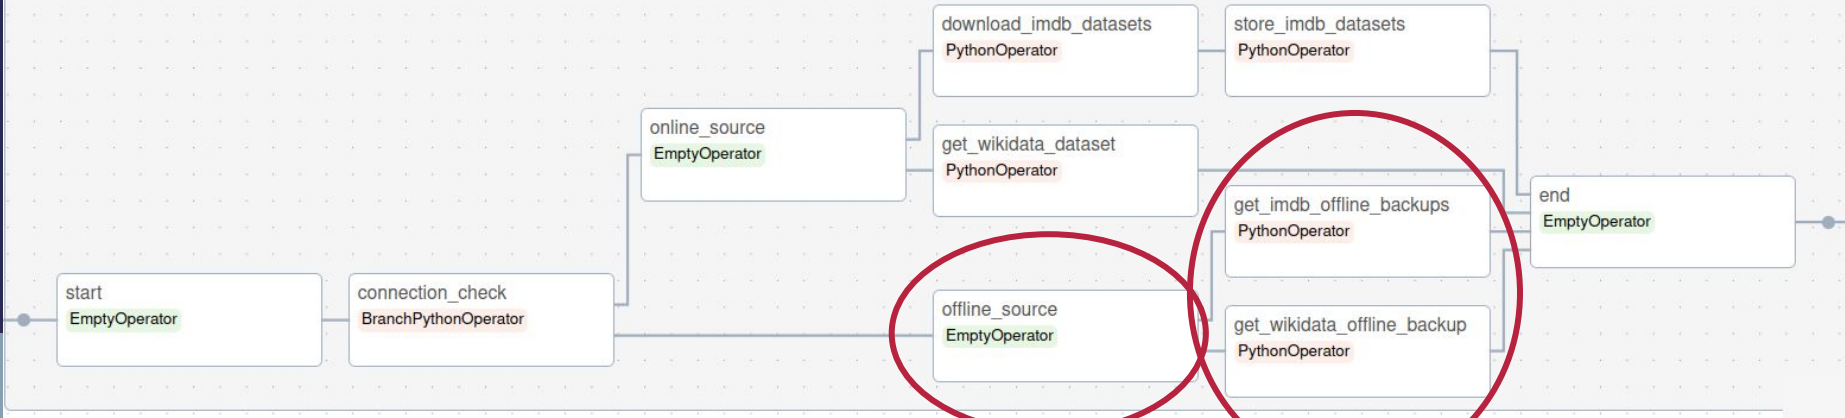 download_imdb_datasets
PythonOperator
store_imdb_datasets
PythonOperator
online_source
EmptyOperator
get_wikidata_dataset
PythonOperator
get_imdb_offline_backups
PythonOperator
end
EmptyOperator
start
EmptyOperator
connection_check
BranchPythonOperator
offline_source
EmptyOperator
get_wikidata_offline_backup
PythonOperator